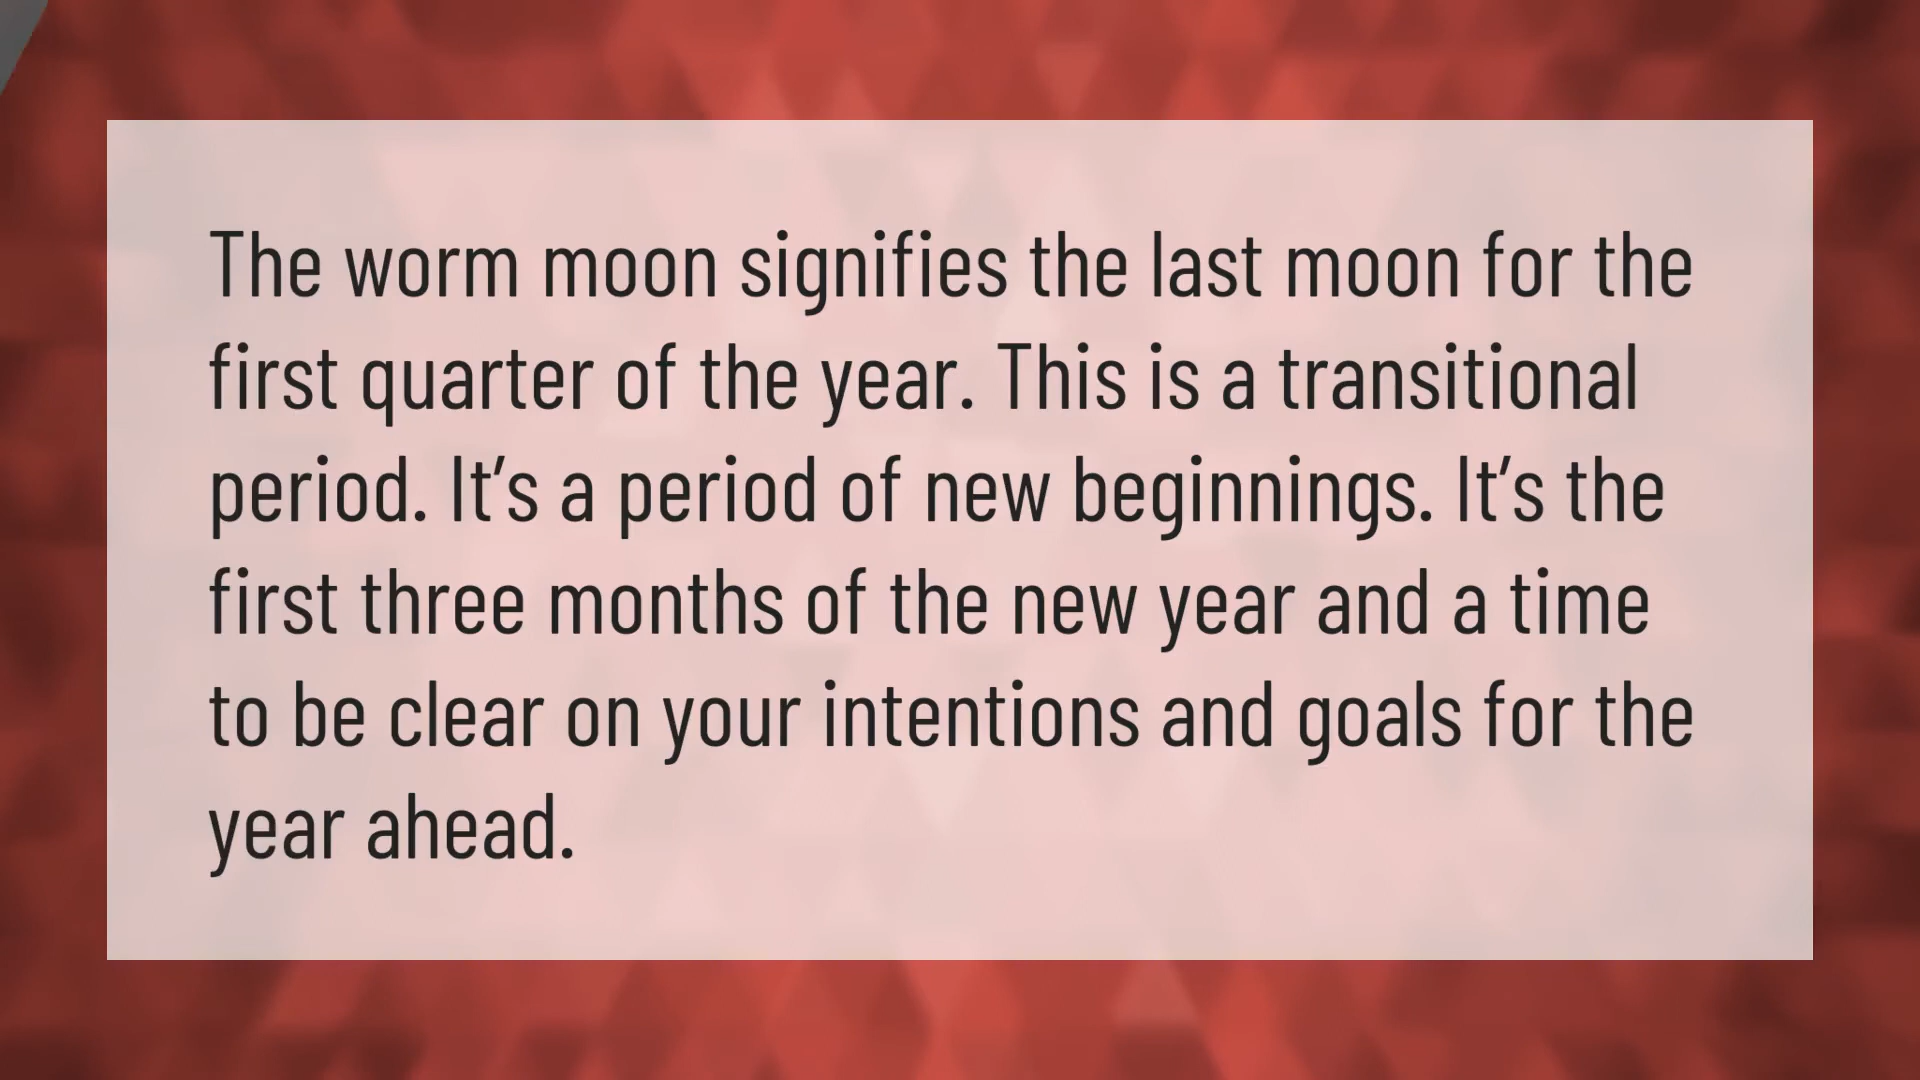 The worm moon signifies the last moon for the
first quarter of the year. This is a transitional
period. It’s a period of new beginnings. It’s the
first three months of the new year and a time
to be clear on your intentions and goals for the
year ahead.